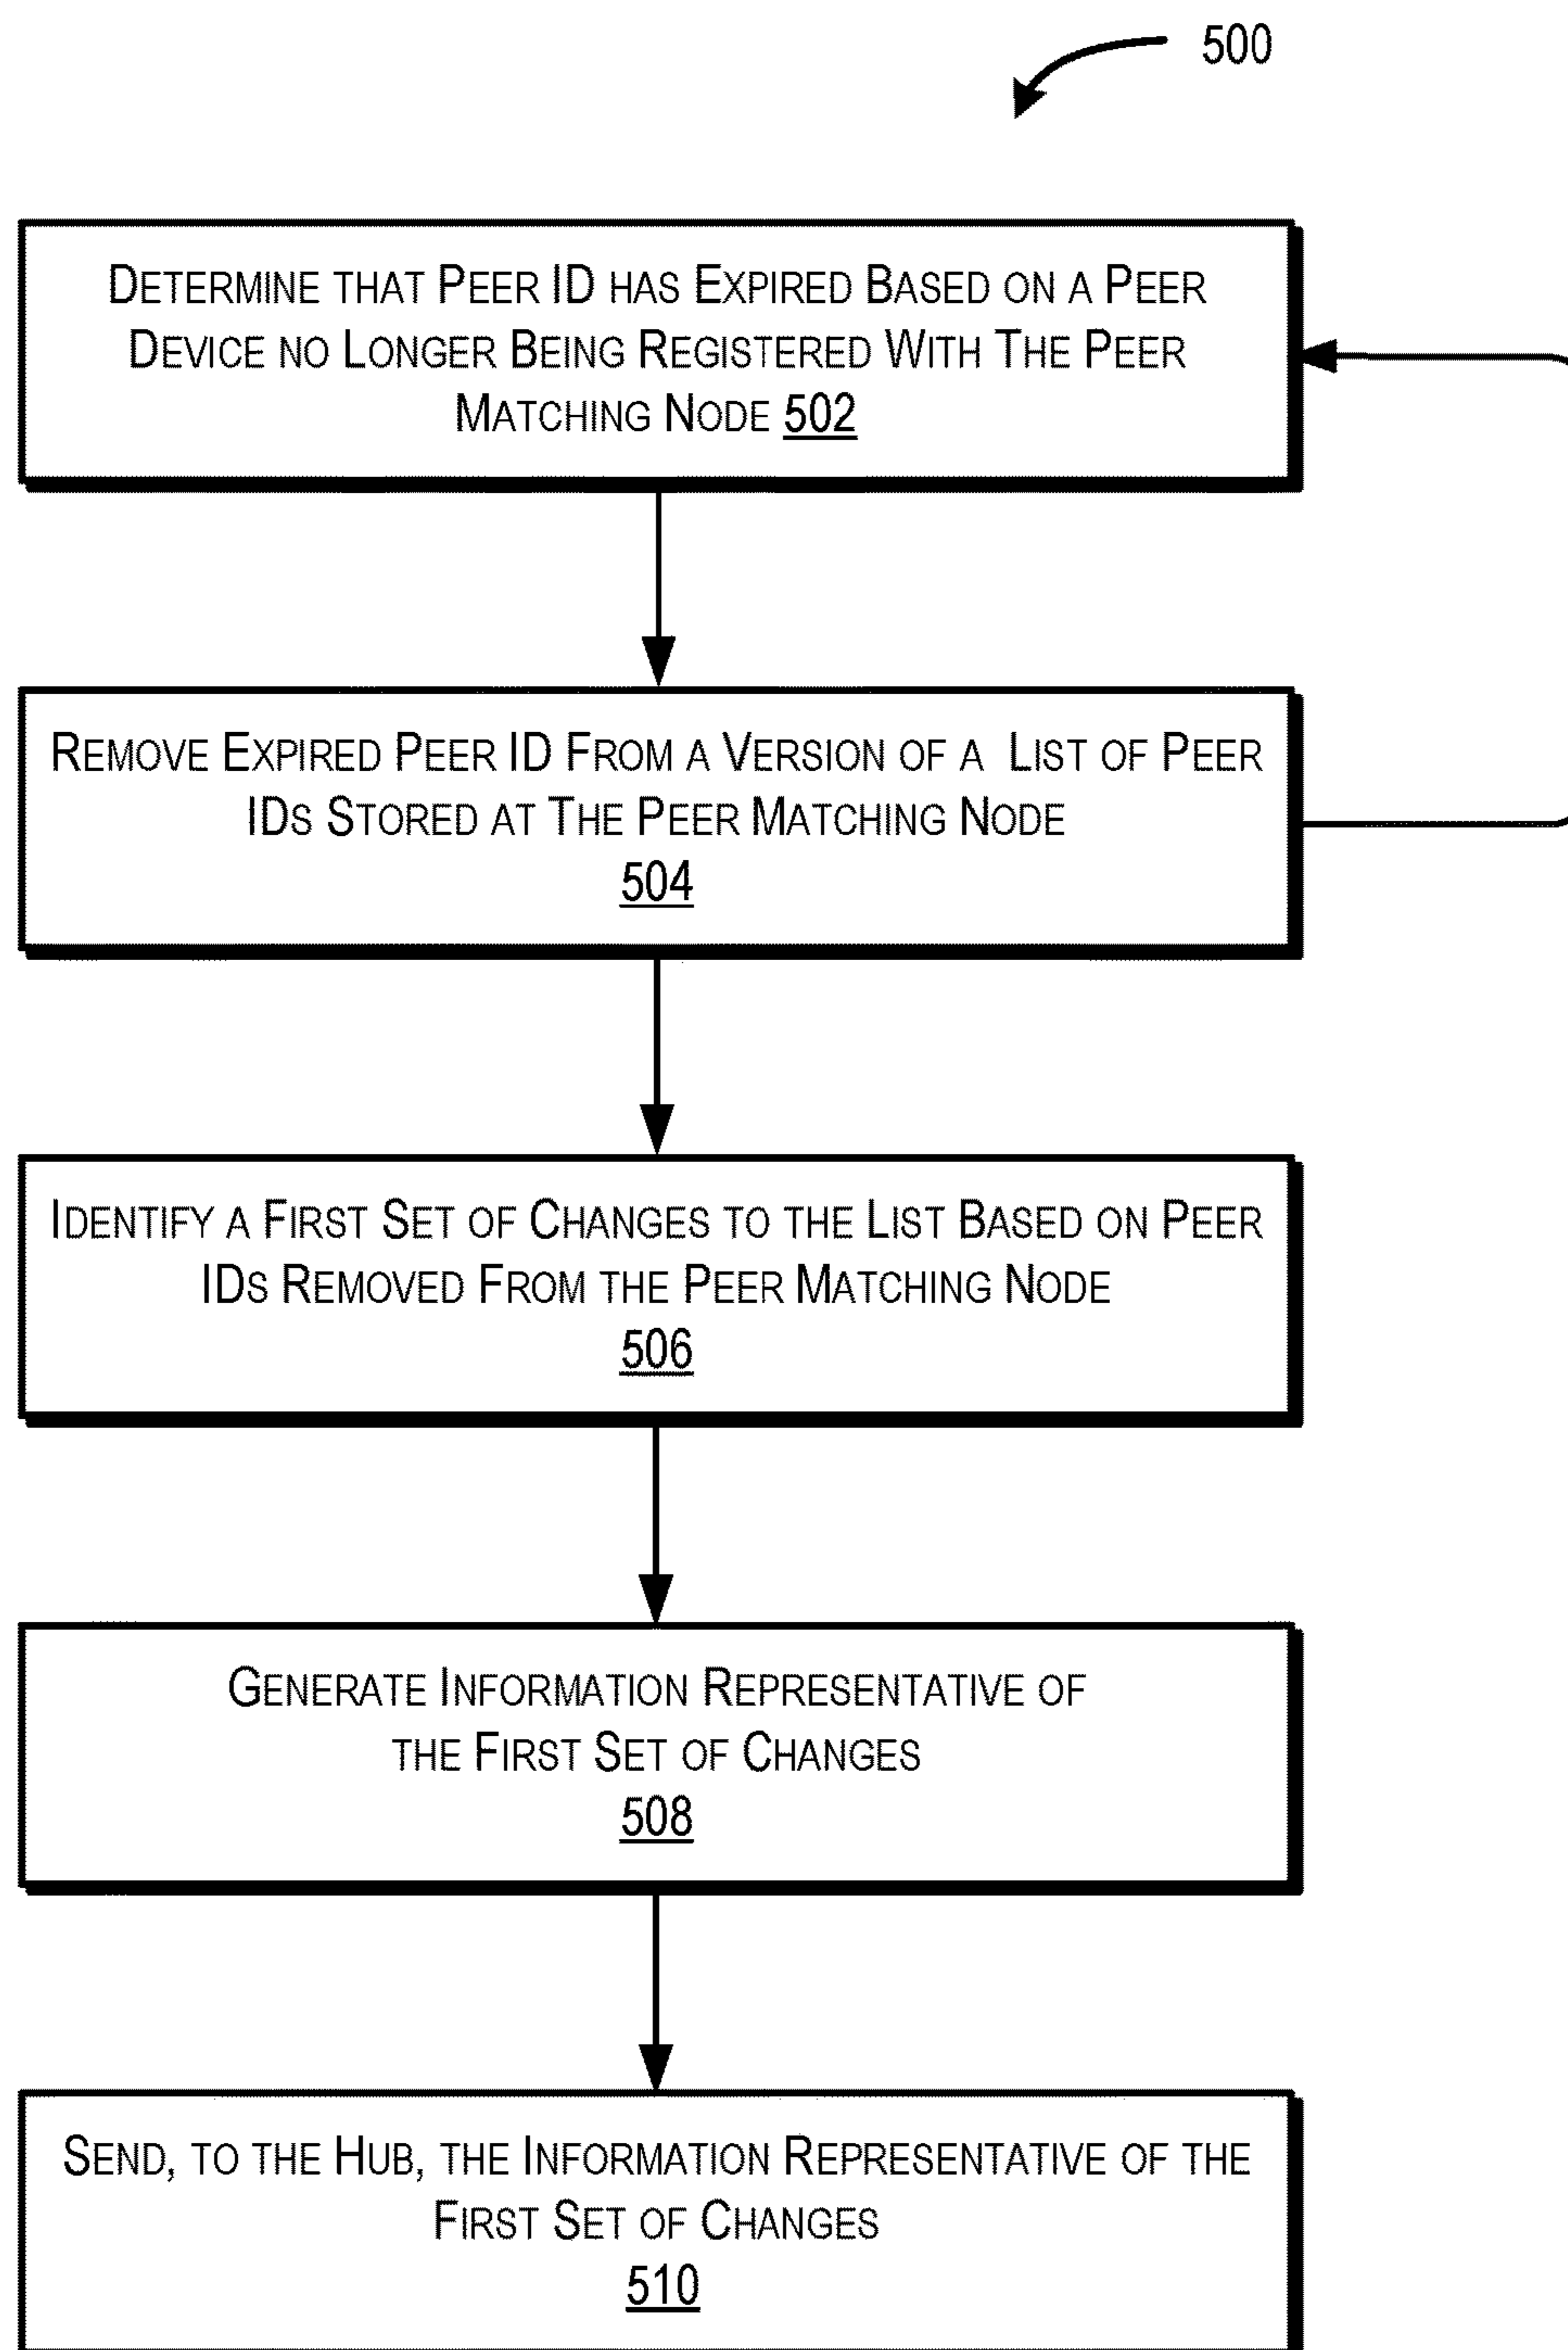 500
Determine that Peer ID has Expired Based on a Peer
Device no Longer Being Registered With The Peer
Matching Node 502
Remove Expired Peer ID From a Version of a List of Peer
IDs Stored at The Peer Matching Node
504
Identify a First Set of Changes to the List Based on Peer
IDs Removed From the Peer Matching Node
506
Generate Information Representative of
the First Set of Changes
508
Send, to the Hub, the Information Representative of the
First Set of Changes
510